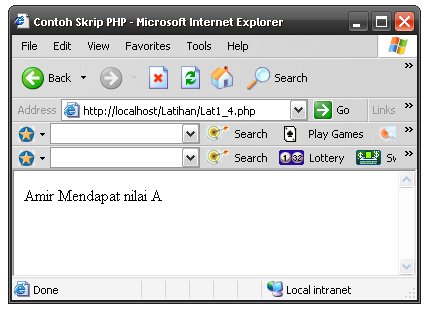 Contoh Skrip PHP - Microsoft Internet Explorer
File Edit View Favorites Tools Help »
Back Search »
Address http://localhost/Latihan/Lat1_4.php Go Links »
Search Play Games »
Search Lottery »
Amir Mendapat nilai A
Done Local intranet